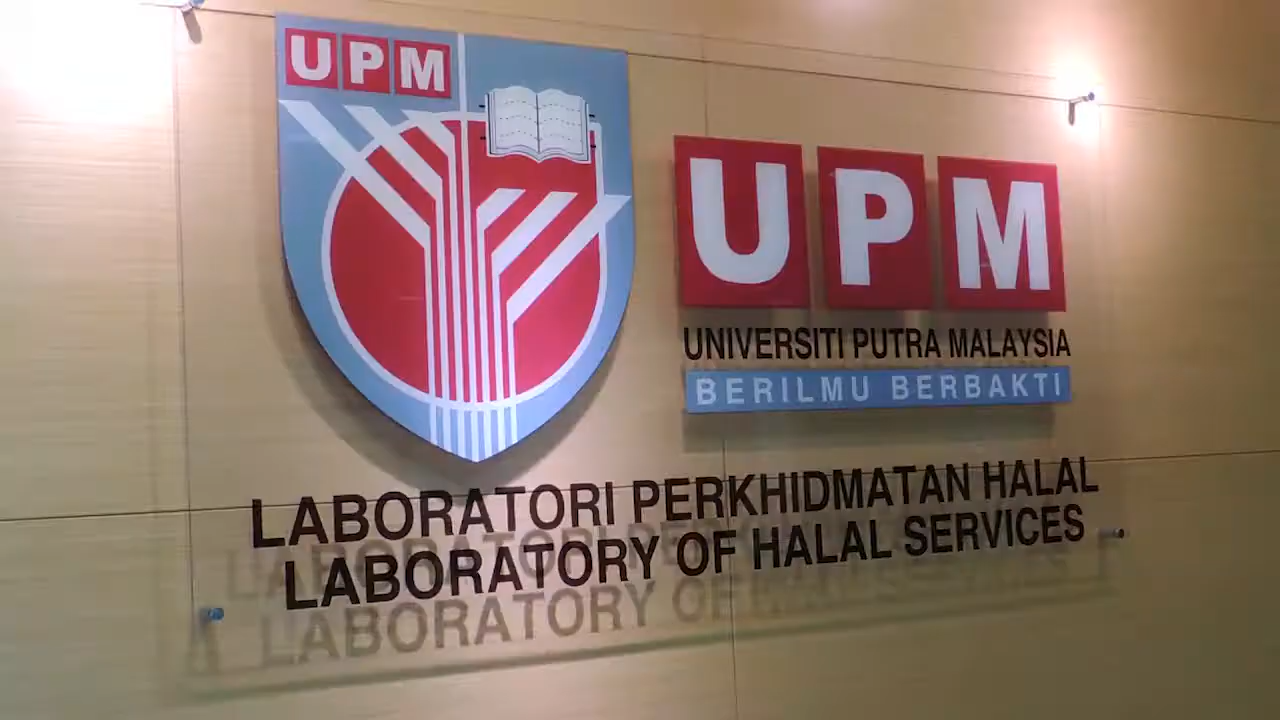 UPM
UPM
UNIVERSITI PUTRA MALAYSIA
BERILMU BERBAKTI
LABORATORI PERKHIDMATAN HALAL
LABORATORY OF HALAL SERVICES